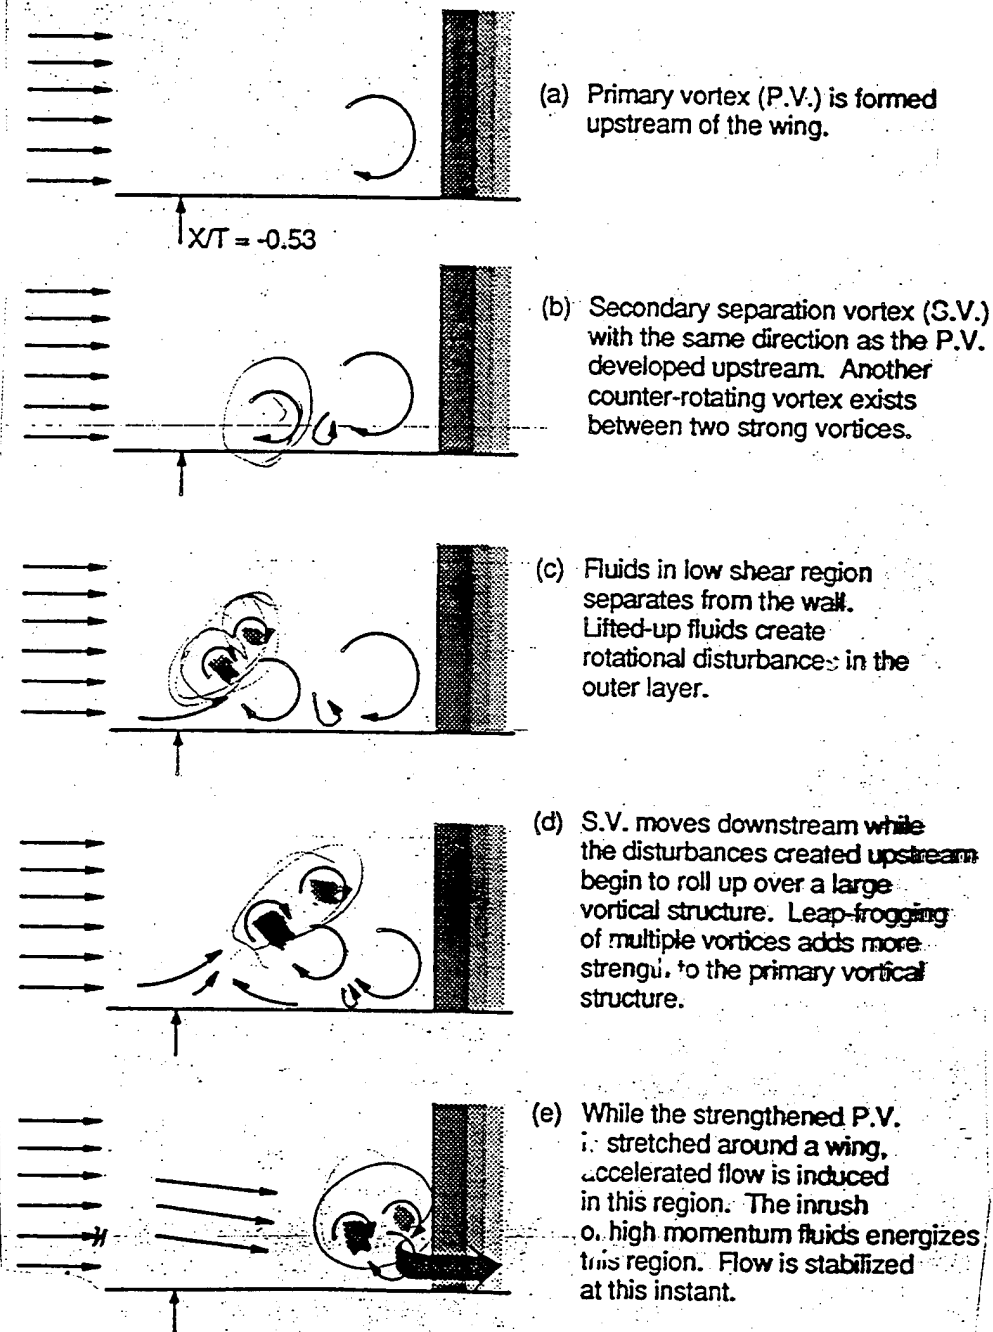 (a) Primary vortex (P.V.) is formed
upstream of the wing.
X/T = -0.53
(b) Secondary separation vortex (S.V.)
with the same direction as the P.V.
developed upstream. Another
counter-rotating vortex exists
between two strong vortices.
(c) Fluids in low shear region
separates from the wall.
Lifted-up fluids create
rotational disturbances in the
outer layer.
(d) S.V. moves downstream while
the disturbances created upstream
begin to roll up over a large
vortical structure. Leap-frogging
of multiple vortices adds more
to the primary vortical
structure.
(e) While the strengthened P.V.
stretched around a wing,
accelerated flow is induced
in this region. The inrush
high momentum fluids energizes
this region. Flow is stabilized
at this instant.